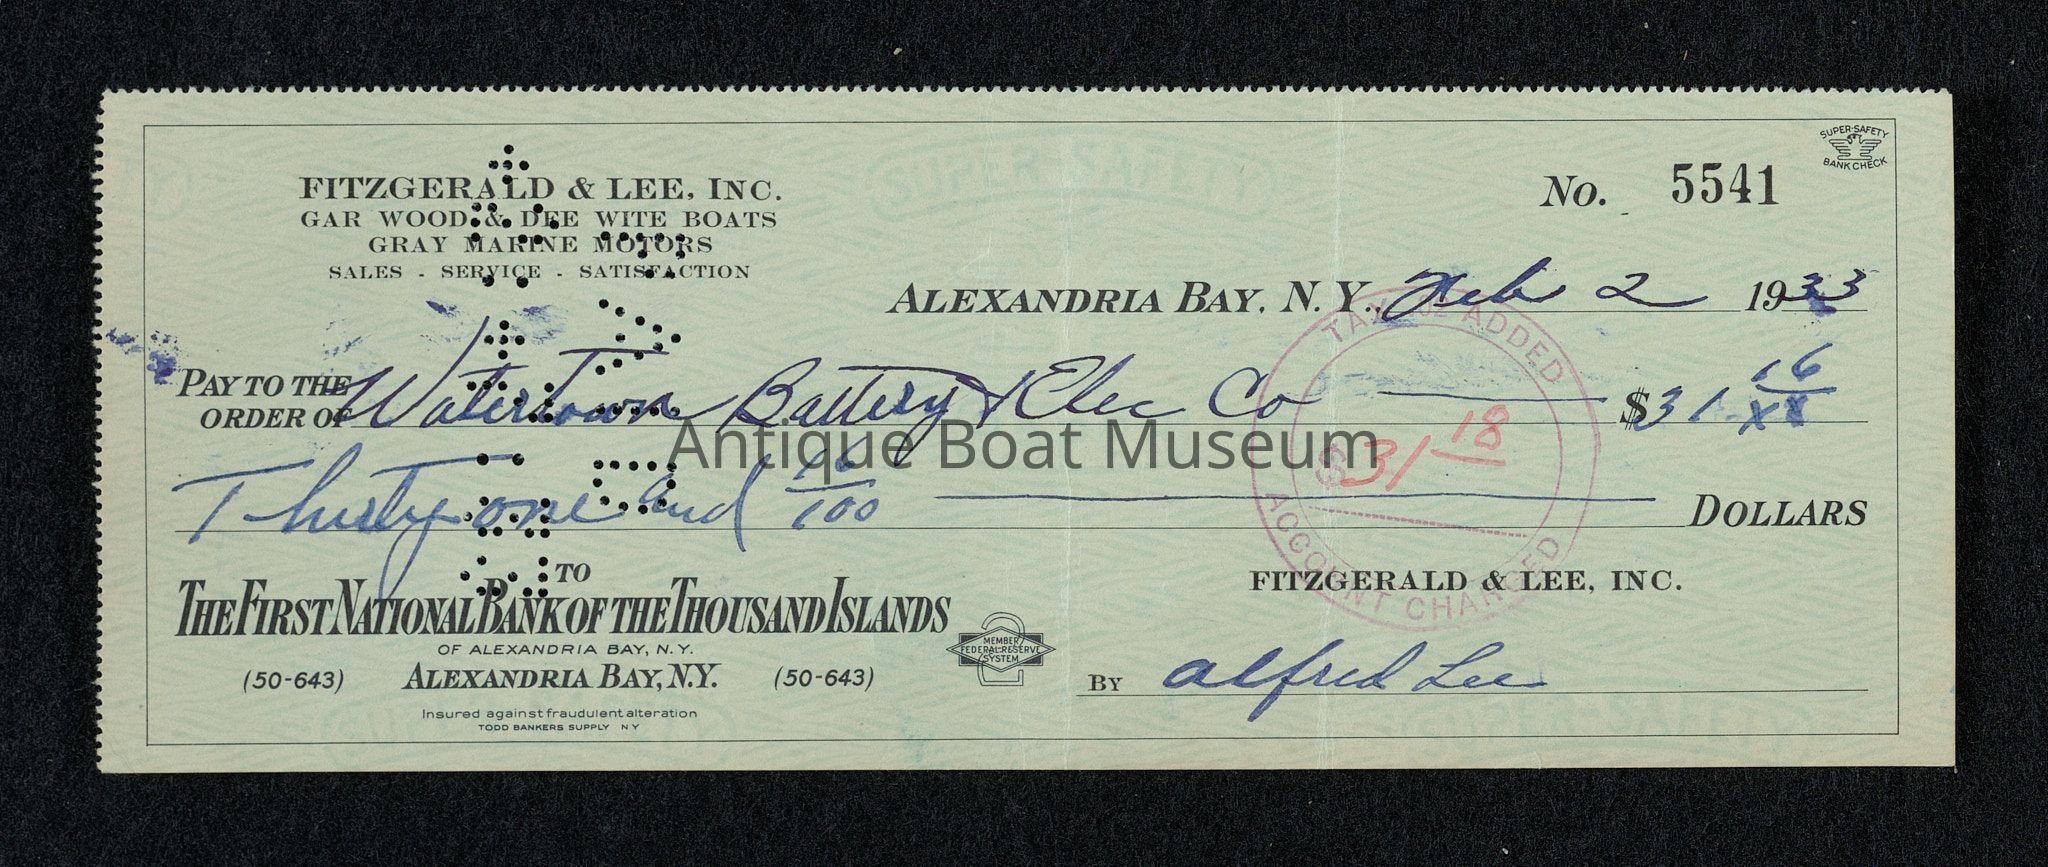 SUPER-SAFETY
BANK CHECK
FITZGERALD & LEE, INC.
GAR WOOD & DEE WITE BOATS
GRAY MARINE MOTORS
SALES - SERVICE - SATISFACTION
No. 5541
ALEXANDRIA BAY, N. Y., Feb 2 1933
PAY TO THE
ORDER OF Watertown Battery & Elec Co $31 16/xx
Thirty one and 16/100 DOLLARS
TAX 02 ADDED
$31 18
ACCOUNT CHARGED
Antique Boat Museum
TO
THE FIRST NATIONAL BANK OF THE THOUSAND ISLANDS
OF ALEXANDRIA BAY, N.Y.
(50-643) ALEXANDRIA BAY, N.Y. (50-643)
Insured against fraudulent alteration
TODD BANKERS SUPPLY N Y
2
MEMBER
FEDERAL RESERVE
SYSTEM
FITZGERALD & LEE, INC.
BY Alfred Lee